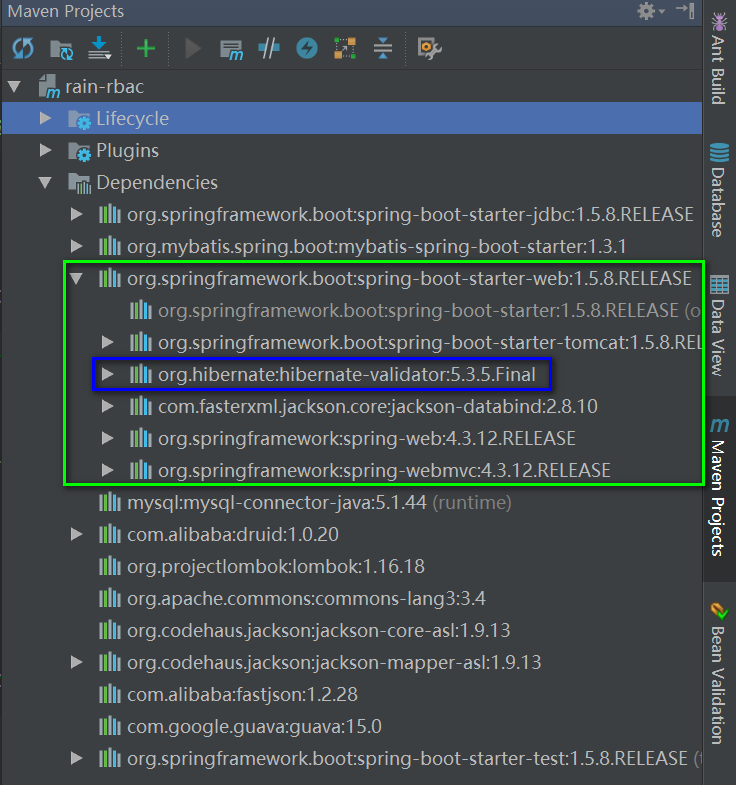 Maven Projects
rain-rbac
Lifecycle
Plugins
Dependencies
org.springframework.boot:spring-boot-starter-jdbc:1.5.8.RELEASE
org.mybatis.spring.boot:mybatis-spring-boot-starter:1.3.1
org.springframework.boot:spring-boot-starter-web:1.5.8.RELEASE
org.springframework.boot:spring-boot-starter:1.5.8.RELEASE (o
org.springframework.boot:spring-boot-starter-tomcat:1.5.8.REL
org.hibernate:hibernate-validator:5.3.5.Final
com.fasterxml.jackson.core:jackson-databind:2.8.10
org.springframework:spring-web:4.3.12.RELEASE
org.springframework:spring-webmvc:4.3.12.RELEASE
mysql:mysql-connector-java:5.1.44 (runtime)
com.alibaba:druid:1.0.20
org.projectlombok:lombok:1.16.18
org.apache.commons:commons-lang3:3.4
org.codehaus.jackson:jackson-core-asl:1.9.13
org.codehaus.jackson:jackson-mapper-asl:1.9.13
com.alibaba:fastjson:1.2.28
com.google.guava:guava:15.0
org.springframework.boot:spring-boot-starter-test:1.5.8.RELEASE (t
Ant Build
Database
Data View
Maven Projects
Bean Validation